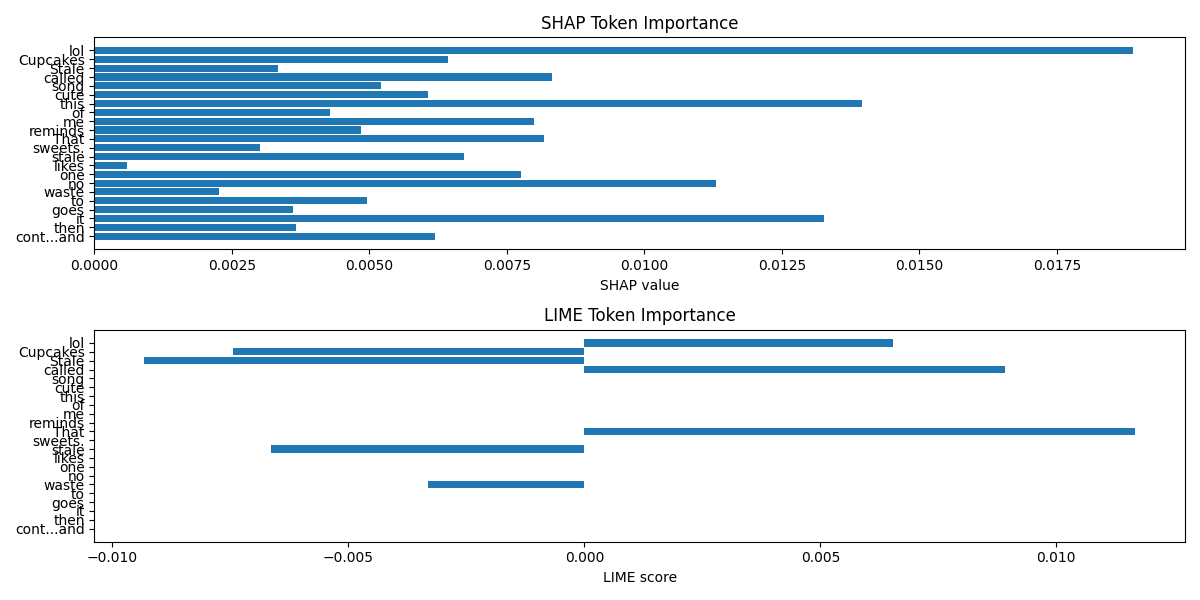 SHAP Token Importance
lol
Cupcakes
Stale
called
song
cute
this
of
me
reminds
That
sweets.
stale
likes
one
no
waste
to
goes
it
then
cont...and
0.0000 0.0025 0.0050 0.0075 0.0100 0.0125 0.0150 0.0175
SHAP value
LIME Token Importance
lol
Cupcakes
Stale
called
song
cute
this
of
me
reminds
That
sweets.
stale
likes
one
no
waste
to
goes
it
then
cont...and
−0.010 −0.005 0.000 0.005 0.010
LIME score